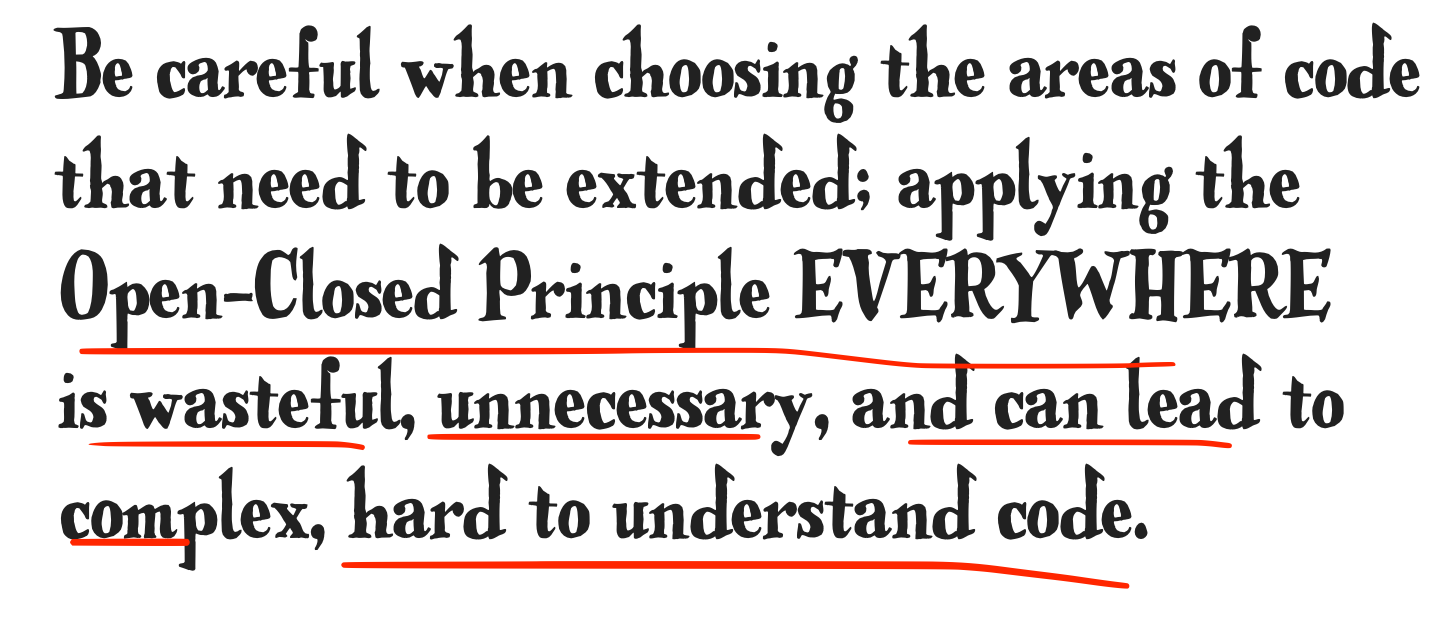 Be careful when choosing the areas of code
that need to be extended; applying the
Open-Closed Principle EVERYWHERE
is wasteful, unnecessary, and can lead to
complex, hard to understand code.